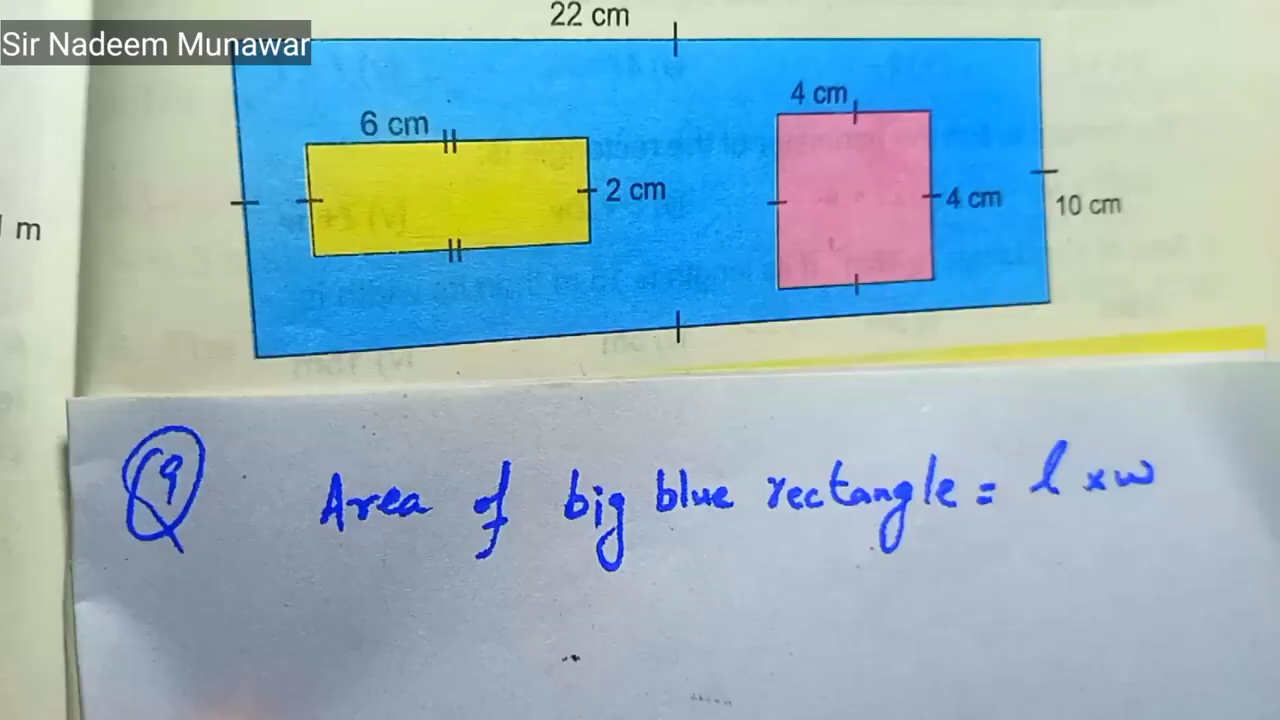 22 cm
Sir Nadeem Munawar
4 cm
6 cm
2 cm
4 cm
10 cm
m
Q9 Area of big blue rectangle = l x w